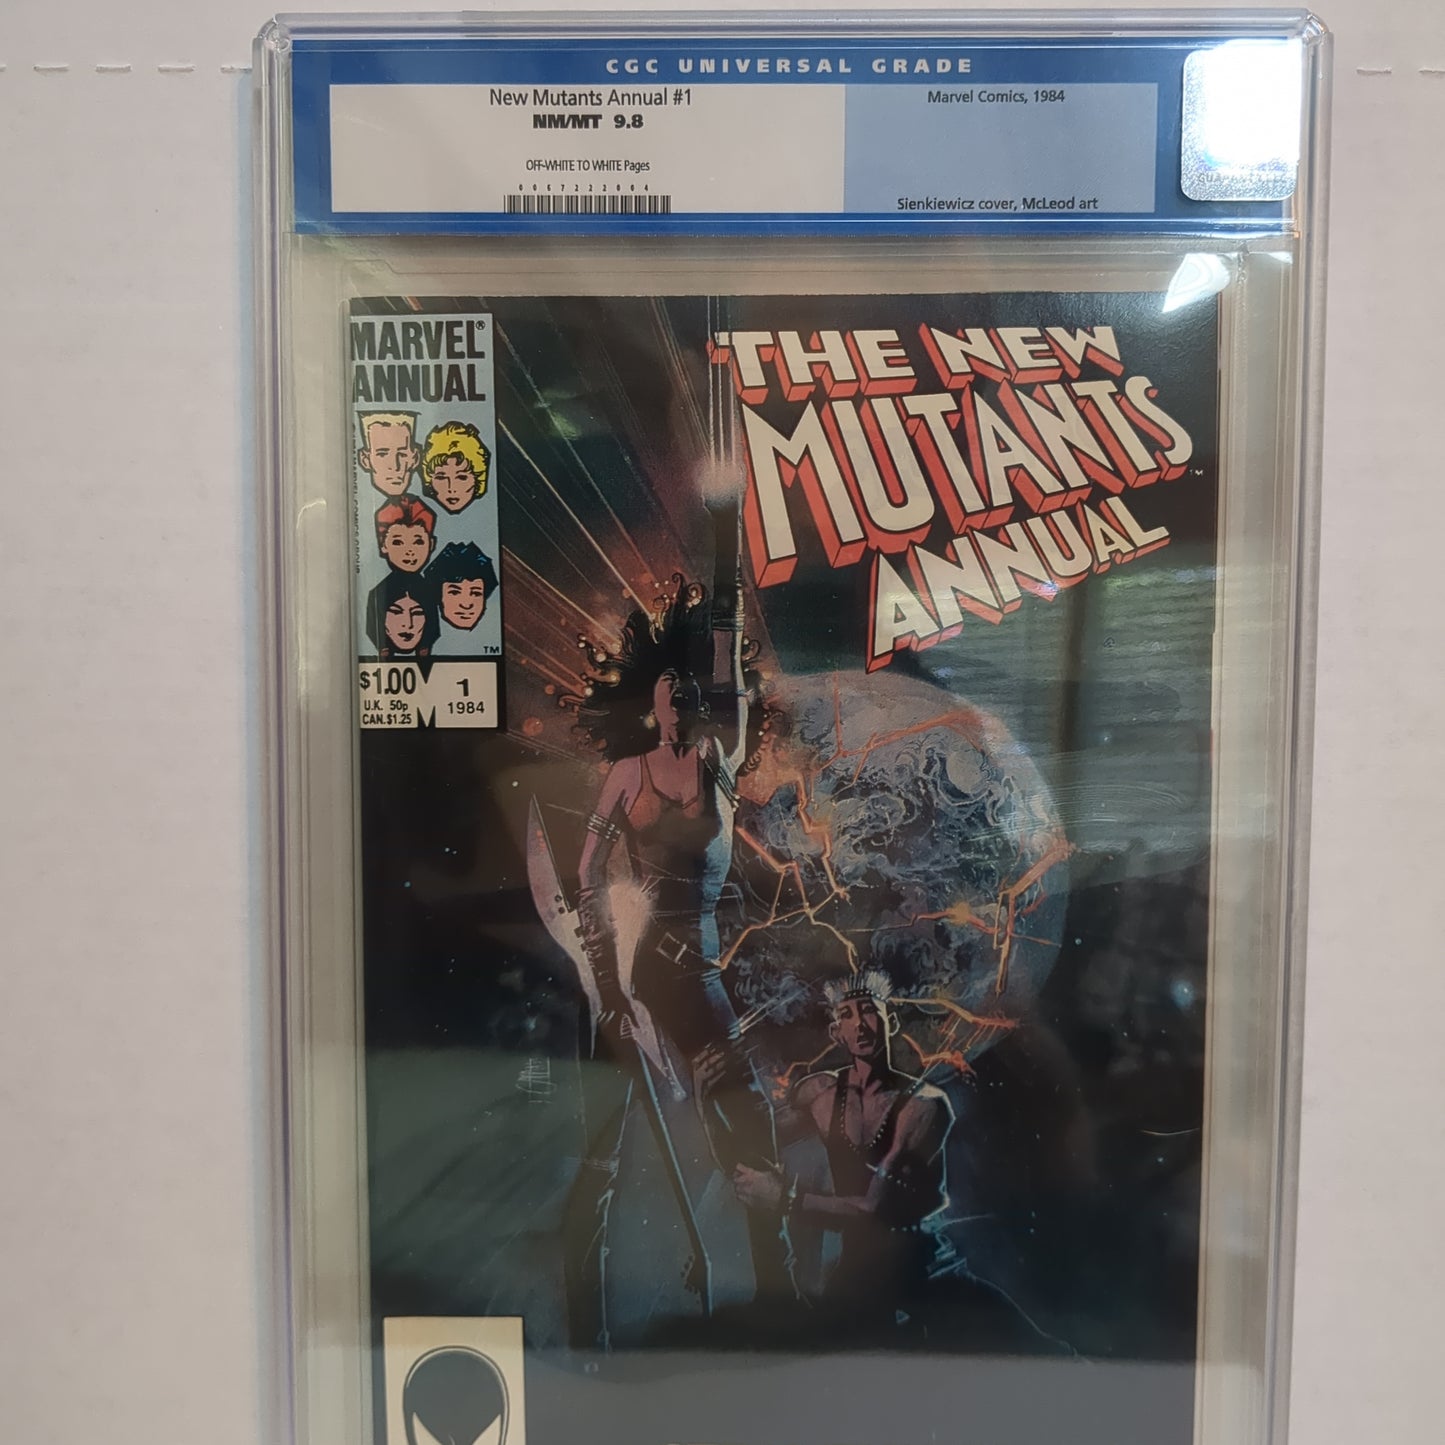 CGC UNIVERSAL GRADE
New Mutants Annual #1
NM/MT 9.8
OFF-WHITE TO WHITE Pages
0057222004
Marvel Comics, 1984
Sienkiewicz cover, McLeod art
MARVEL®
ANNUAL
TM
$1.00
U.K. 50p
CAN. $1.25
1
1984
THE NEW
MUTANTS
ANNUAL
TM